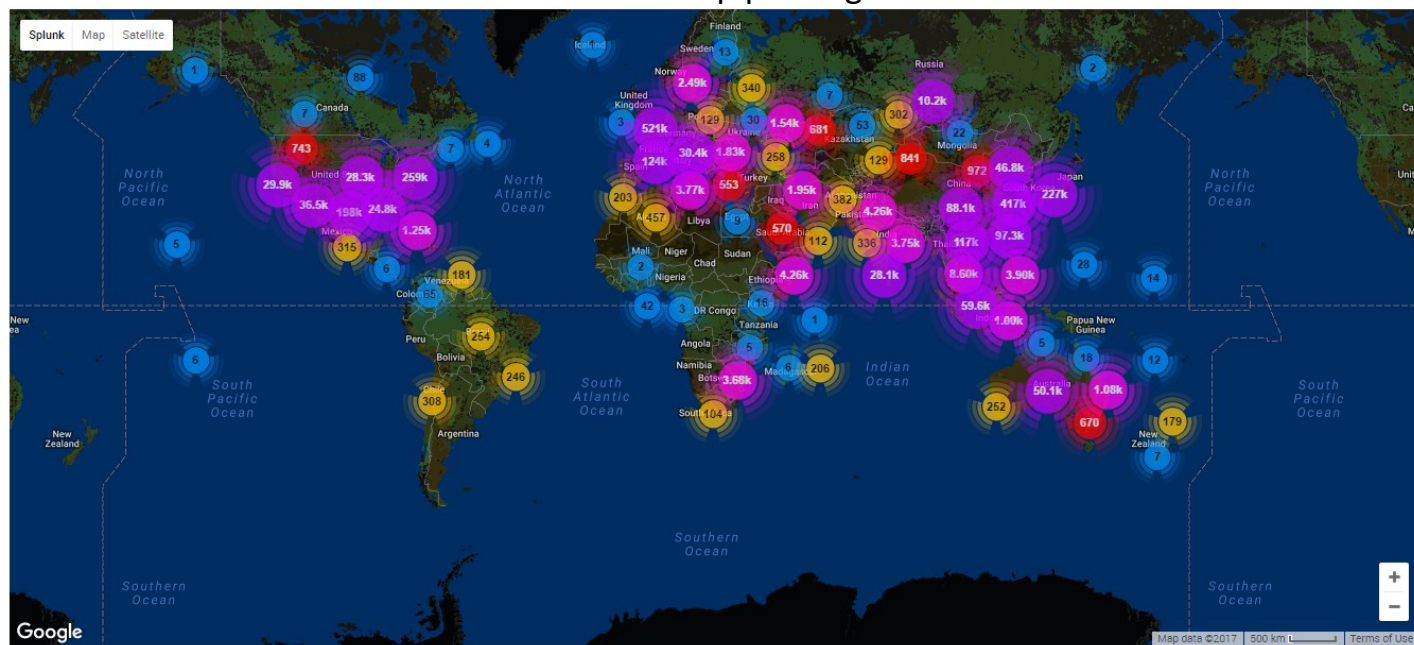 Splunk Map Satellite
Finland
Iceland
Sweden
13
Russia
1
88
Norway
2.49k
340
7
2
10.2k
United
Kingdom
7
Canada
3
521k
129
30
Ukraine
1.54k
681
53
302
22
Kazakhstan
Mongolia
743
7
4
124k
Spain
30.4k
1.83k
258
129
841
972
46.8k
China
Japan
North
Pacific
Ocean
29.9k
28.3k
259k
North
Atlantic
Ocean
203
3.77k
553
Turkey
1.95k
Iraq
Iran
382
Pakistan
4.26k
India
88.1k
417k
227k
North
Pacific
Ocean
36.5k
198k
24.8k
1.25k
457
Libya
9
570
Saudi Arabia
112
336
3.75k
117k
97.3k
Mexico
315
5
6
181
Venezuela
Mali
Niger
Chad
Sudan
2
Nigeria
Ethiopia
4.26k
28.1k
8.60k
3.90k
28
14
Colombia
42
3
DR Congo
16
1
59.6k
1.00k
Papua New
Guinea
Tanzania
Peru
254
Bolivia
Angola
5
5
18
12
6
Namibia
6
206
Indian
Ocean
South
Pacific
Ocean
246
South
Atlantic
Ocean
3.68k
50.1k
Australia
1.08k
South
Pacific
Ocean
Chile
308
104
252
670
179
New
Zealand
Argentina
New
Zealand
7
Southern
Ocean
Southern
Ocean
Southern
Ocean
+
−
Google
Map data ©2017 500 km Terms of Use